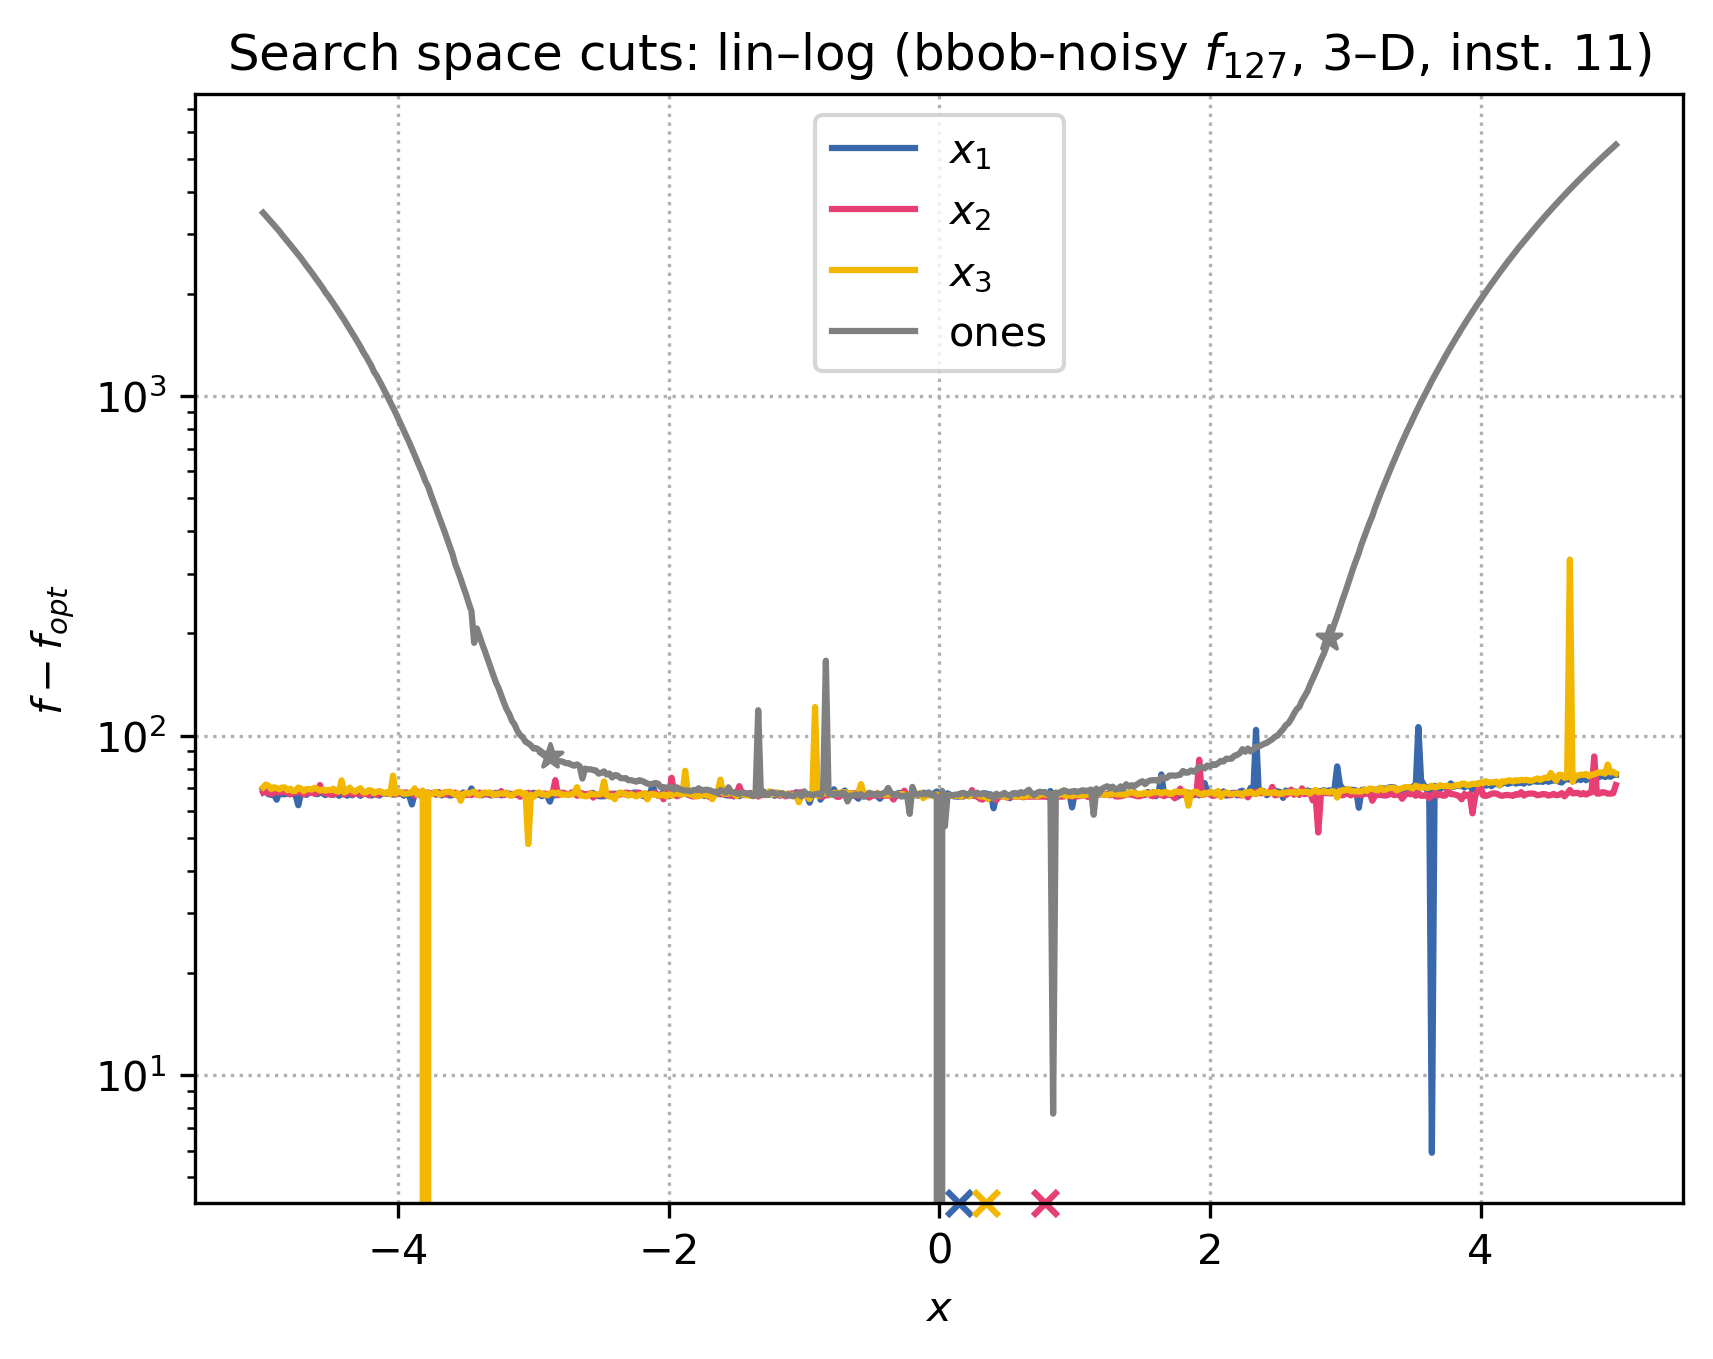 Search space cuts: lin–log (bbob-noisy f₁₂₇, 3–D, inst. 11)
x₁
x₂
x₃
ones
10³
10²
10¹
f − fₒₚₜ
−4 −2 0 2 4
x